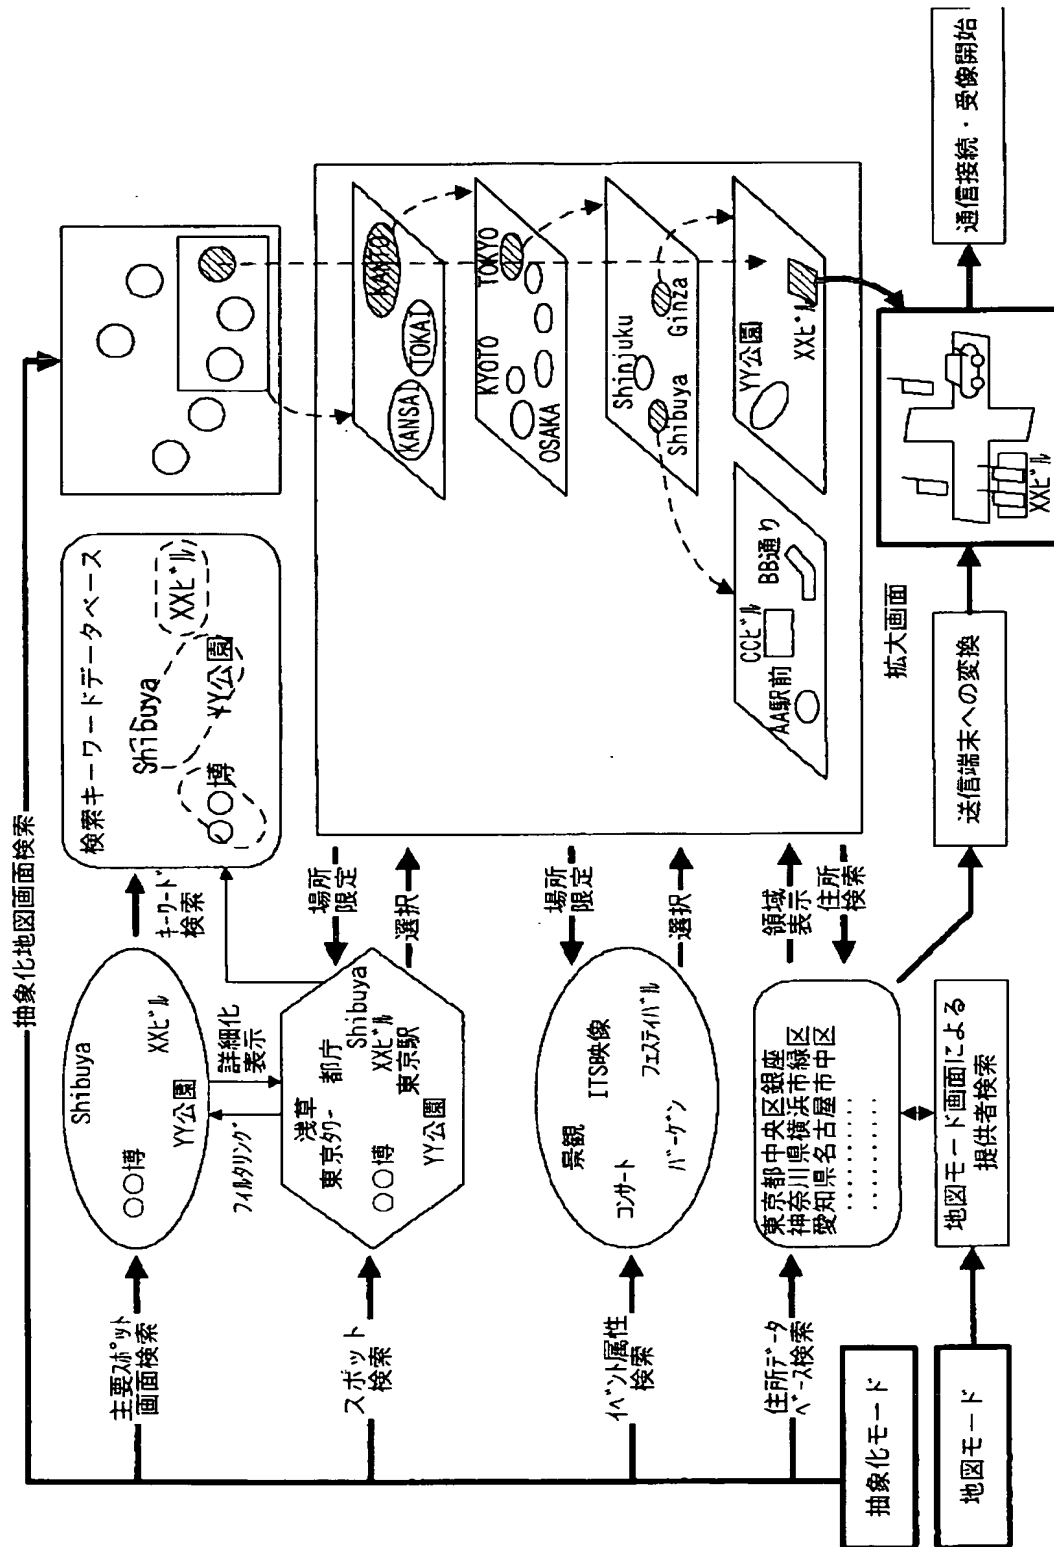 抽象化地図画面検索
主要ｽﾎﾟｯﾄ
画面検索
Shibuya
○○博
XXﾋﾞﾙ
YY公園
ｷｰﾜｰﾄﾞ
検索
検索キーワードデータベース
Shibuya
○○博
YY公園
XXﾋﾞﾙ
ﾌｨﾙﾀﾘﾝｸﾞ
詳細化
表示
スポット
検索
浅草
東京ﾀﾜｰ
都庁
○○博
Shibuya
XXﾋﾞﾙ
東京駅
YY公園
場所
限定
選択
KANSAI
TOKAI
KANTO
KYOTO
OSAKA
TOKYO
Shinjuku
Shibuya
Ginza
AA駅前
CCﾋﾞﾙ
BB通り
YY公園
XXﾋﾞﾙ
ｲﾍﾞﾝﾄ属性
検索
景観
ITS映像
ｺﾝｻｰﾄ
ﾊﾞｰｹﾞﾝ
ﾌｪｽﾃｨﾊﾞﾙ
場所
限定
選択
住所ﾃﾞｰﾀ
ﾍﾞｰｽ検索
東京都中央区銀座
神奈川県横浜市緑区
愛知県名古屋市中区
.........
.........
領域
表示
住所
検索
抽象化モード
地図モード
地図モード画面による
提供者検索
送信端末への変換
拡大画面
XXﾋﾞﾙ
通信接続・受像開始